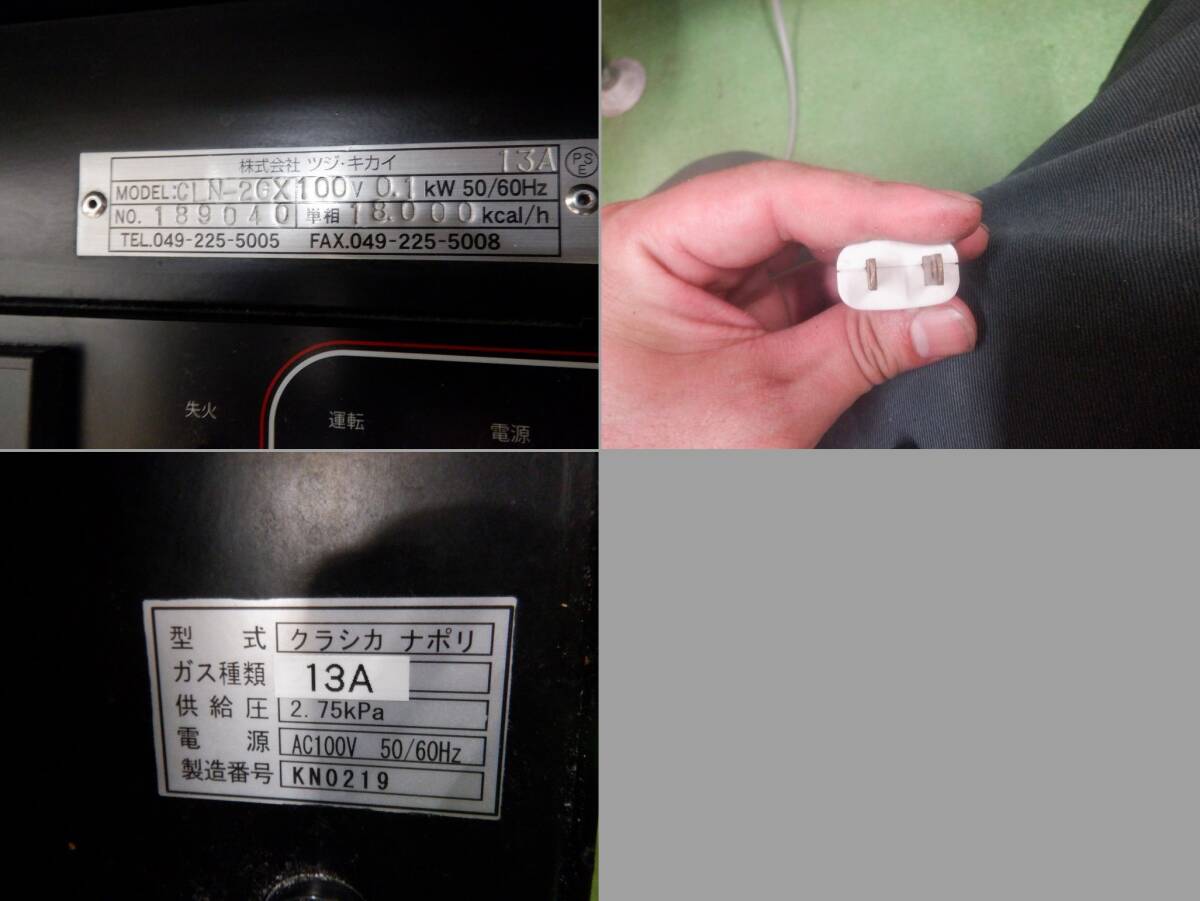 株式会社 ツジ・キカイ 13A
PSE
MODEL:CLN-2GX 100V 0.1 kW 50/60Hz
NO. 189040 単相 18.000 kcal/h
TEL.049-225-5005 FAX.049-225-5008
失火
運転
電源
型式 クラシカ ナポリ
ガス種類 13A
供給圧 2.75kPa
電源 AC100V 50/60Hz
製造番号 KN0219